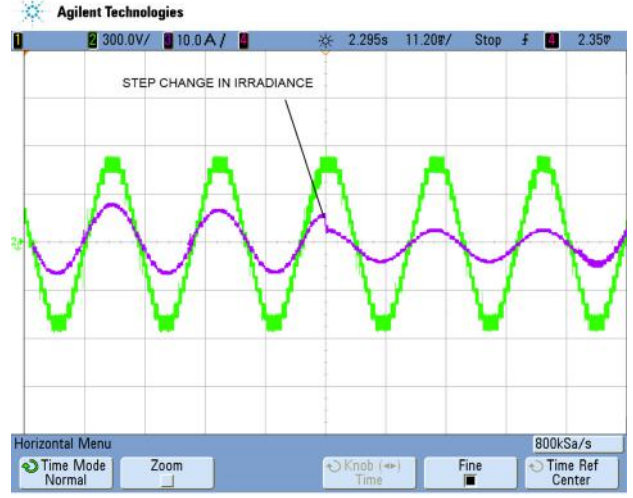 Agilent Technologies
1 2 300.0V/ 3 10.0A/ 4 2.295s 11.20ms/ Stop 4 2.35V
STEP CHANGE IN IRRADIANCE
Horizontal Menu 800kSa/s
Time Mode Zoom Knob Fine Time Ref
Normal Time Center